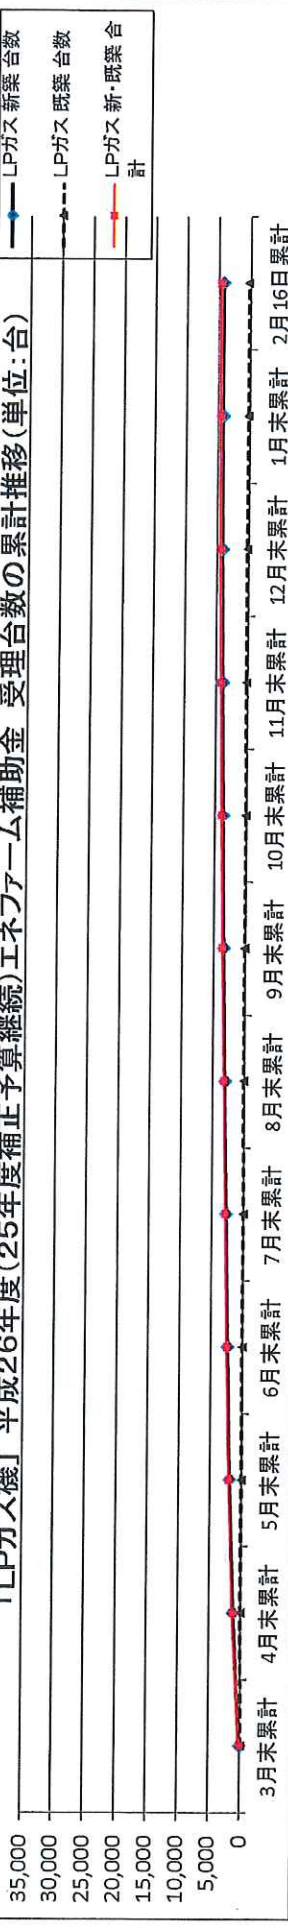 「LPガス機」 平成26年度(25年度補正予算継続)エネファーム補助金 受理台数の累計推移(単位:台)
LPガス 新築 台数
LPガス 既築 台数
LPガス 新・既築 合
計
35,000
30,000
25,000
20,000
15,000
10,000
5,000
0
3月末累計 4月末累計 5月末累計 6月末累計 7月末累計 8月末累計 9月末累計 10月末累計 11月末累計 12月末累計 1月末累計 2月16日累計